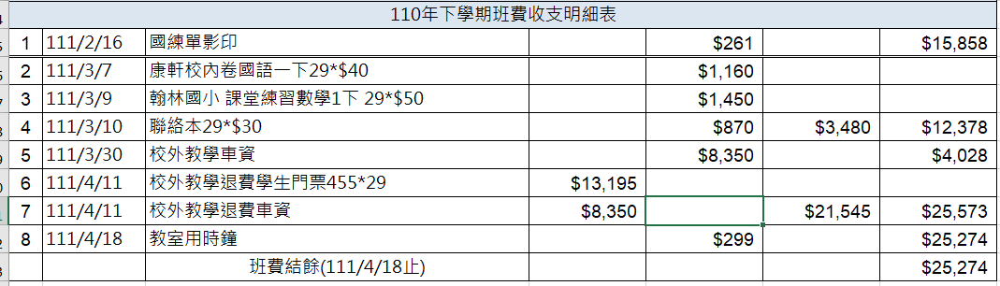 110年下學期班費收支明細表
1 111/2/16 國練單影印 $261 $15,858
2 111/3/7 康軒校內卷國語一下29*$40 $1,160
3 111/3/9 翰林國小 課堂練習數學1下 29*$50 $1,450
4 111/3/10 聯絡本29*$30 $870 $3,480 $12,378
5 111/3/30 校外教學車資 $8,350 $4,028
6 111/4/11 校外教學退費學生門票455*29 $13,195
7 111/4/11 校外教學退費車資 $8,350 $21,545 $25,573
8 111/4/18 教室用時鐘 $299 $25,274
班費結餘(111/4/18止) $25,274